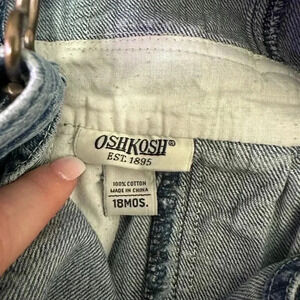 OSHKOSH®
EST. 1895
100% COTTON
MADE IN CHINA
18MOS.